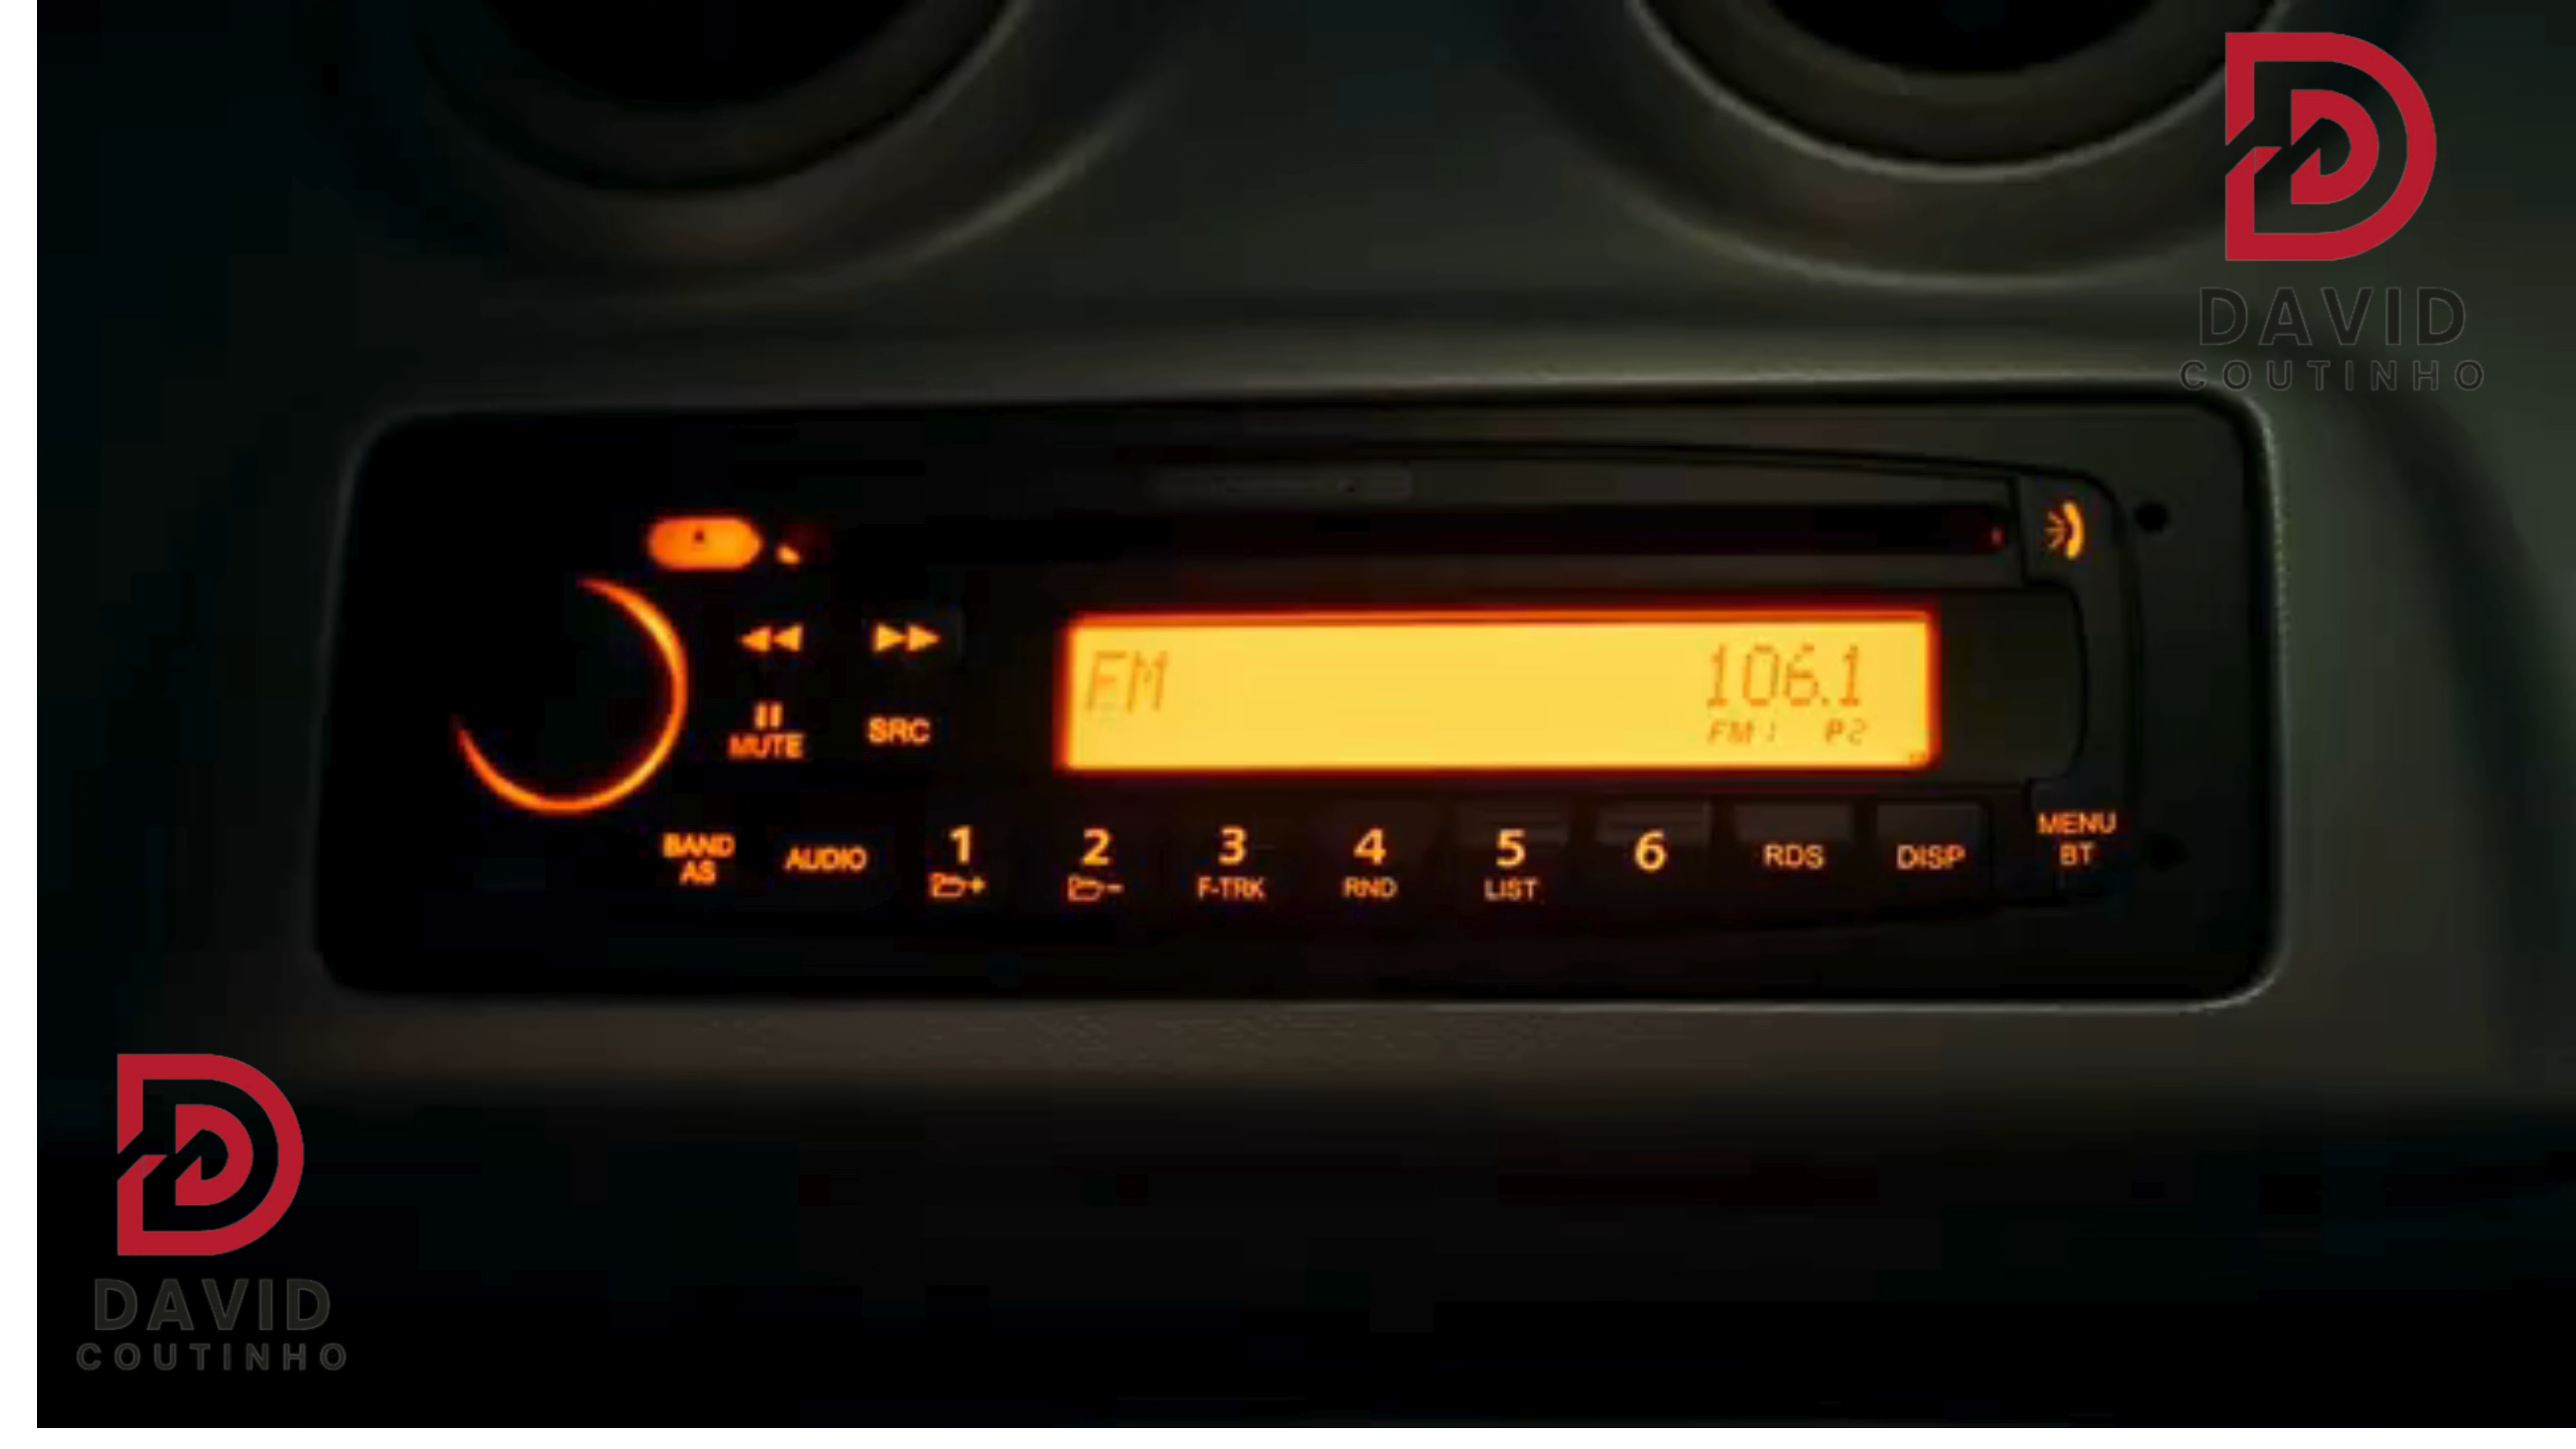 DAVID
COUTINHO
FM 106.1
FM1 P2
MUTE SRC
BAND
AS
AUDIO
1 2 3 4 5 6
F-TRK RND LIST
RDS DISP
MENU
BT
DAVID
COUTINHO